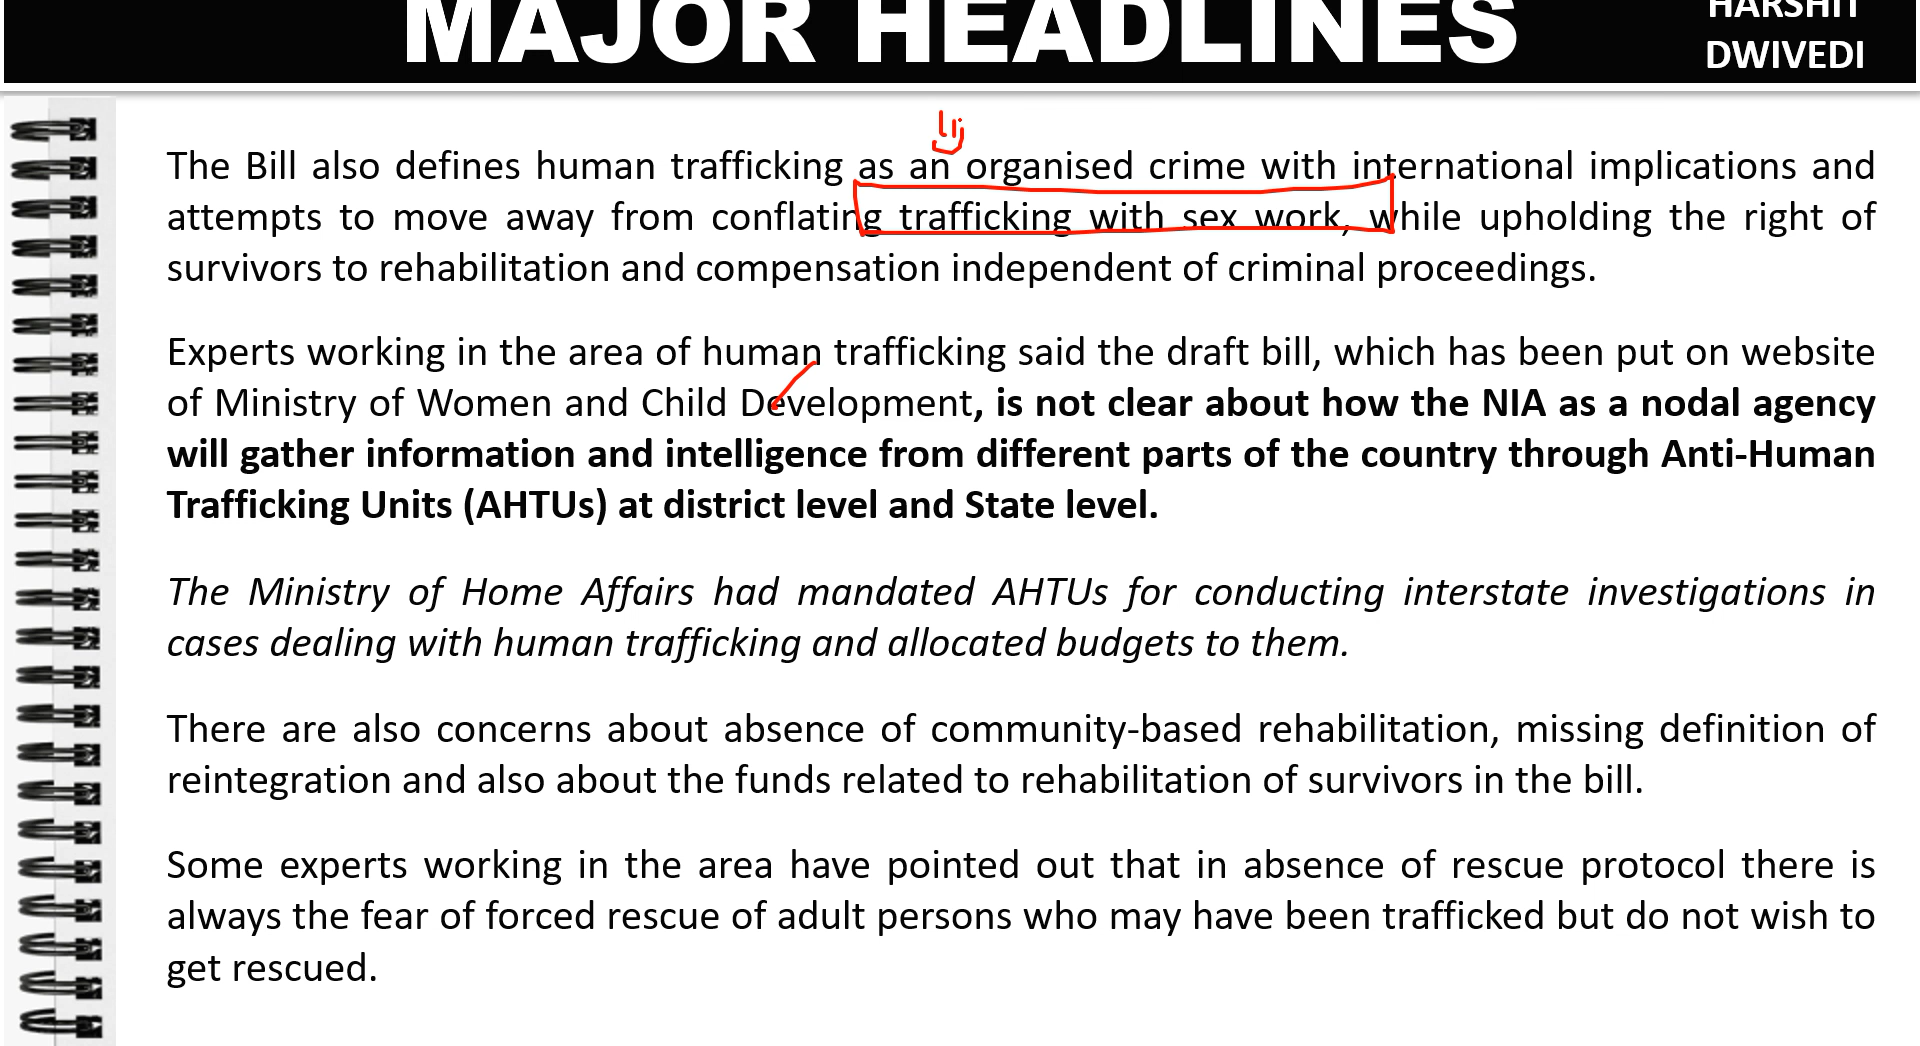 MAJOR HEADLINES
HARSHIT
DWIVEDI
The Bill also defines human trafficking as an organised crime with international implications and
attempts to move away from conflating trafficking with sex work, while upholding the right of
survivors to rehabilitation and compensation independent of criminal proceedings.
Experts working in the area of human trafficking said the draft bill, which has been put on website
of Ministry of Women and Child Development, is not clear about how the NIA as a nodal agency
will gather information and intelligence from different parts of the country through Anti-Human
Trafficking Units (AHTUs) at district level and State level.
The Ministry of Home Affairs had mandated AHTUs for conducting interstate investigations in
cases dealing with human trafficking and allocated budgets to them.
There are also concerns about absence of community-based rehabilitation, missing definition of
reintegration and also about the funds related to rehabilitation of survivors in the bill.
Some experts working in the area have pointed out that in absence of rescue protocol there is
always the fear of forced rescue of adult persons who may have been trafficked but do not wish to
get rescued.